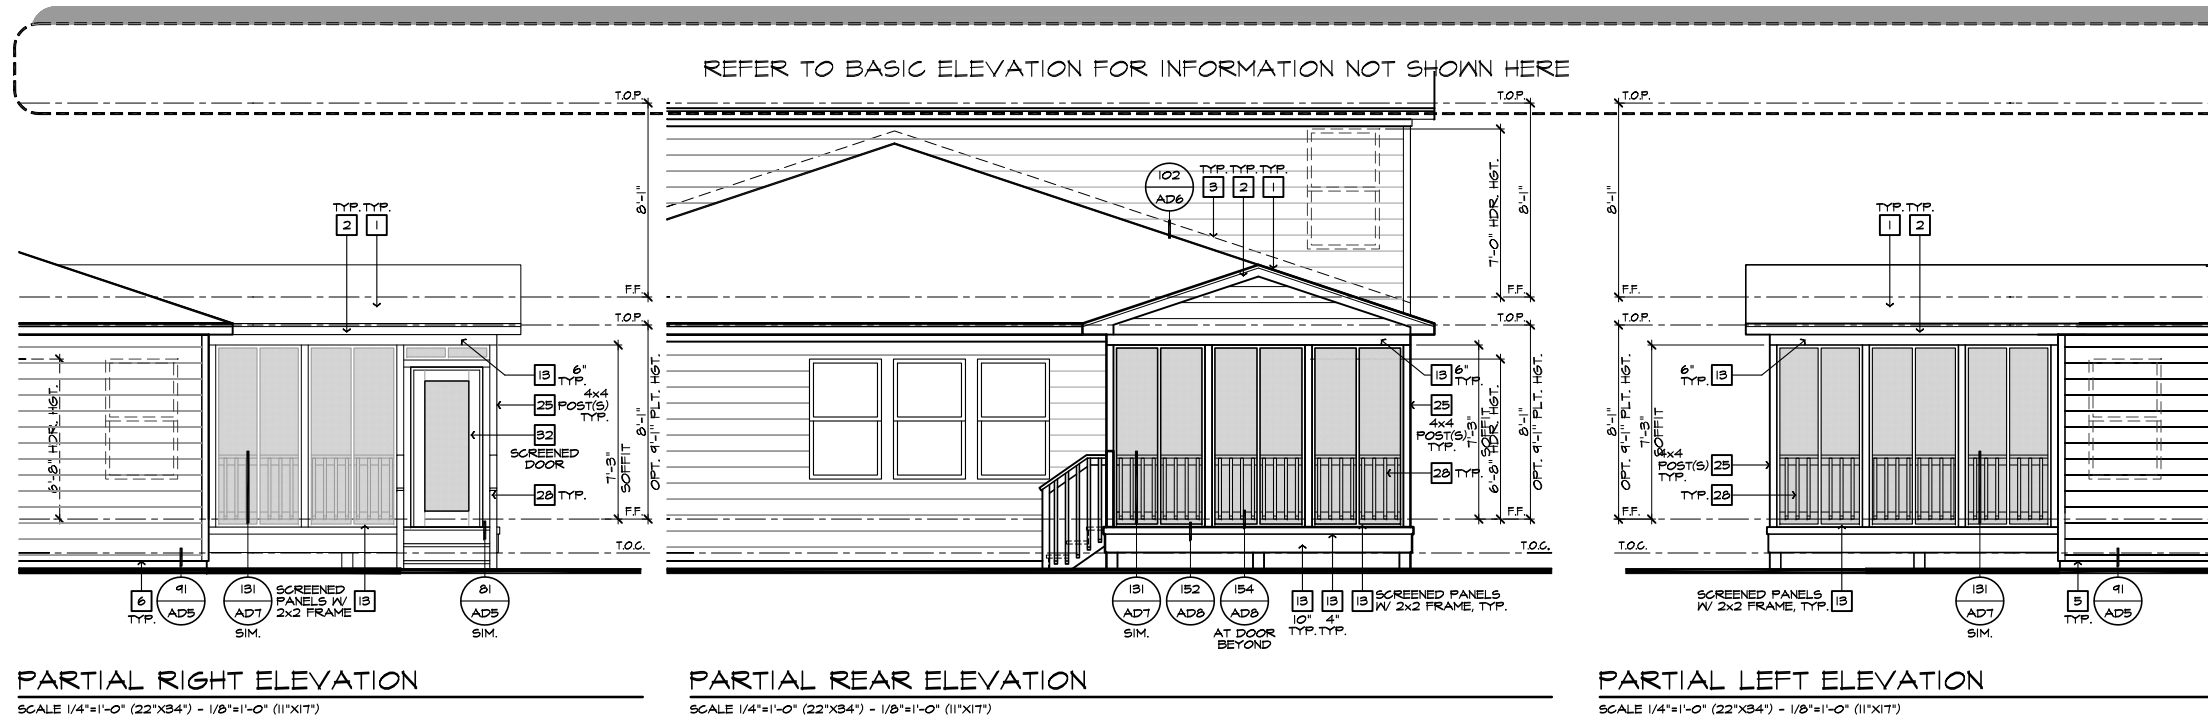 REFER TO BASIC ELEVATION FOR INFORMATION NOT SHOWN HERE
T.O.P.
8'-1"
TYP. TYP.
2 1
F.F.
T.O.P.
13 6"
TYP.
25 4x4
POST(S)
TYP.
32
SCREENED
DOOR
28 TYP.
6'-8" HDR. HGT.
7'-3"
SOFFIT
8'-1"
OPT. 9'-1" PLT. HGT.
F.F.
T.O.C.
6
TYP.
91
AD5
131
AD7
SIM.
SCREENED
PANELS W/
2x2 FRAME
13
81
AD5
SIM.
PARTIAL RIGHT ELEVATION
SCALE 1/4"=1'-0" (22"X34") - 1/8"=1'-0" (11"X17")
T.O.P.
102
AD6
TYP. TYP. TYP.
3 2 1
7'-0" HDR. HGT.
8'-1"
F.F.
T.O.P.
13 6"
TYP.
25
4x4
POST(S)
TYP.
28 TYP.
7'-3"
SOFFIT
6'-8" HDR. HGT.
8'-1"
OPT. 9'-1" PLT. HGT.
F.F.
T.O.C.
131
AD7
SIM.
152
AD8
154
AD8
AT DOOR
BEYOND
13
10"
TYP.
13
4"
TYP.
13
SCREENED PANELS
W/ 2x2 FRAME, TYP.
PARTIAL REAR ELEVATION
SCALE 1/4"=1'-0" (22"X34") - 1/8"=1'-0" (11"X17")
T.O.P.
8'-1"
TYP. TYP.
1 2
F.F.
T.O.P.
6"
TYP. 13
8'-1"
OPT. 9'-1" PLT. HGT.
7'-3"
SOFFIT
4x4
POST(S) 25
TYP.
TYP. 28
F.F.
T.O.C.
SCREENED PANELS
W/ 2x2 FRAME, TYP.
13
131
AD7
SIM.
5
TYP.
91
AD5
PARTIAL LEFT ELEVATION
SCALE 1/4"=1'-0" (22"X34") - 1/8"=1'-0" (11"X17")